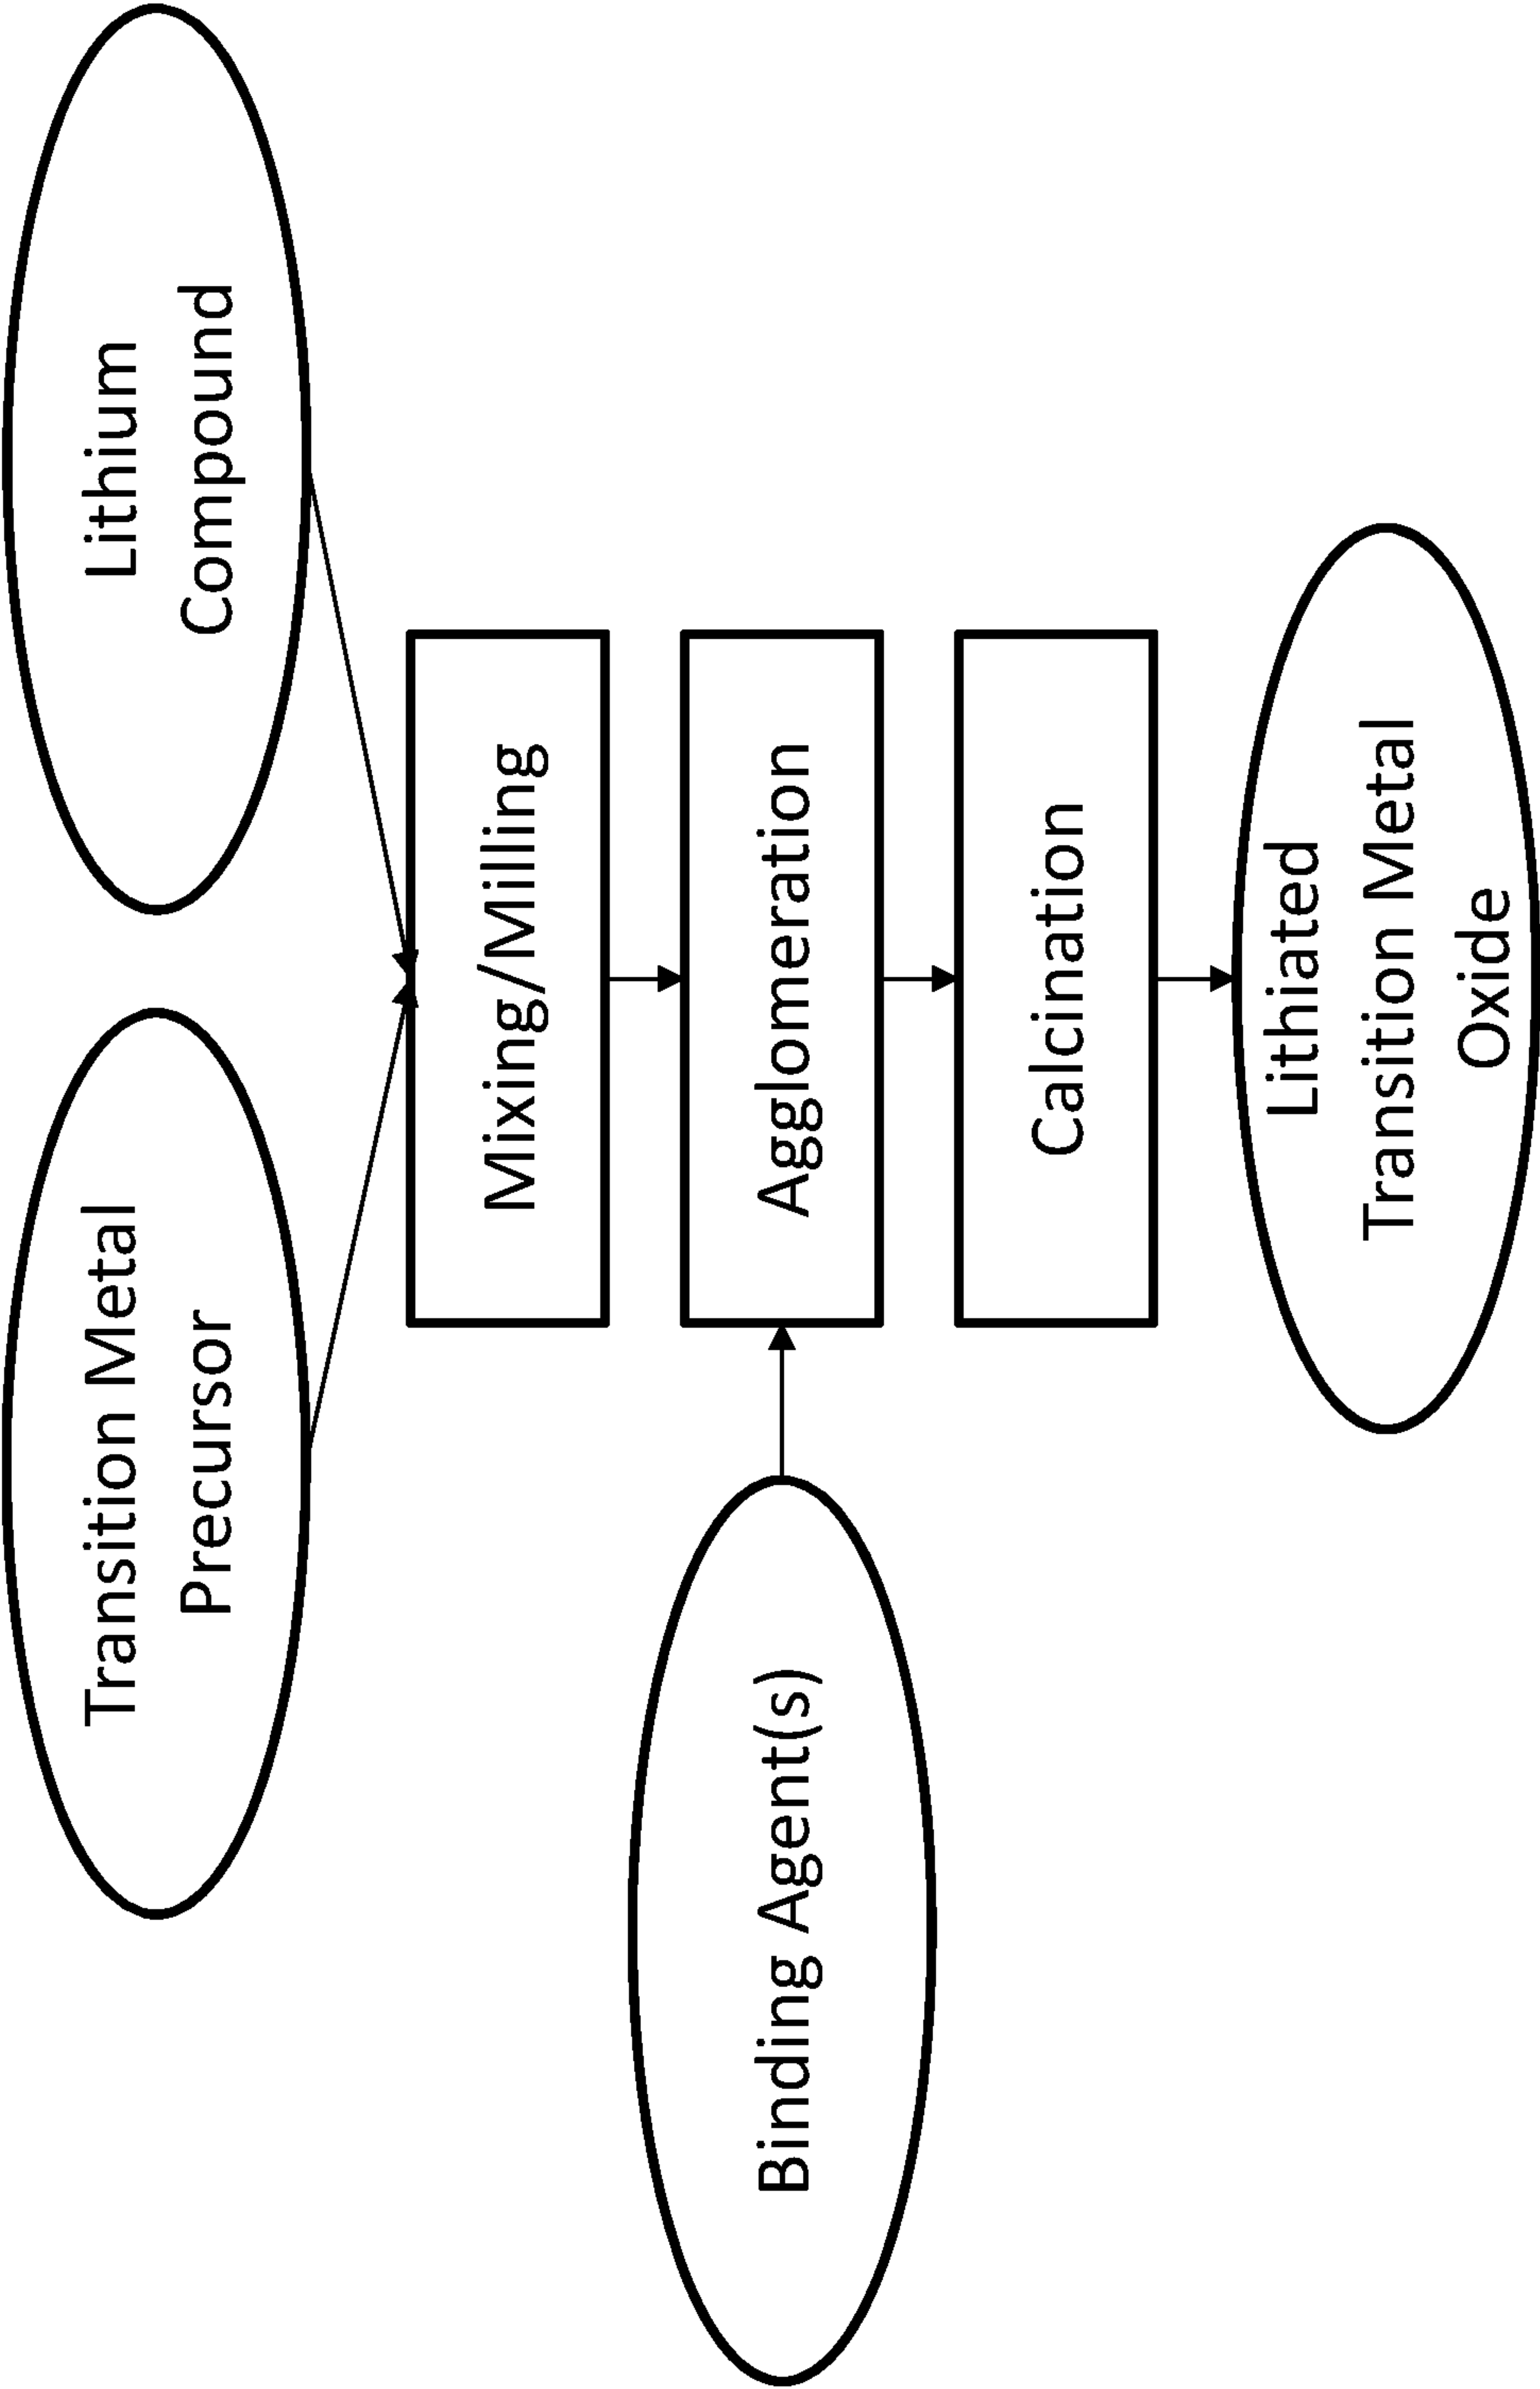 Transition Metal
Precursor
Lithium
Compound
Mixing/Milling
Binding Agent(s)
Agglomeration
Calcination
Lithiated
Transition Metal
Oxide